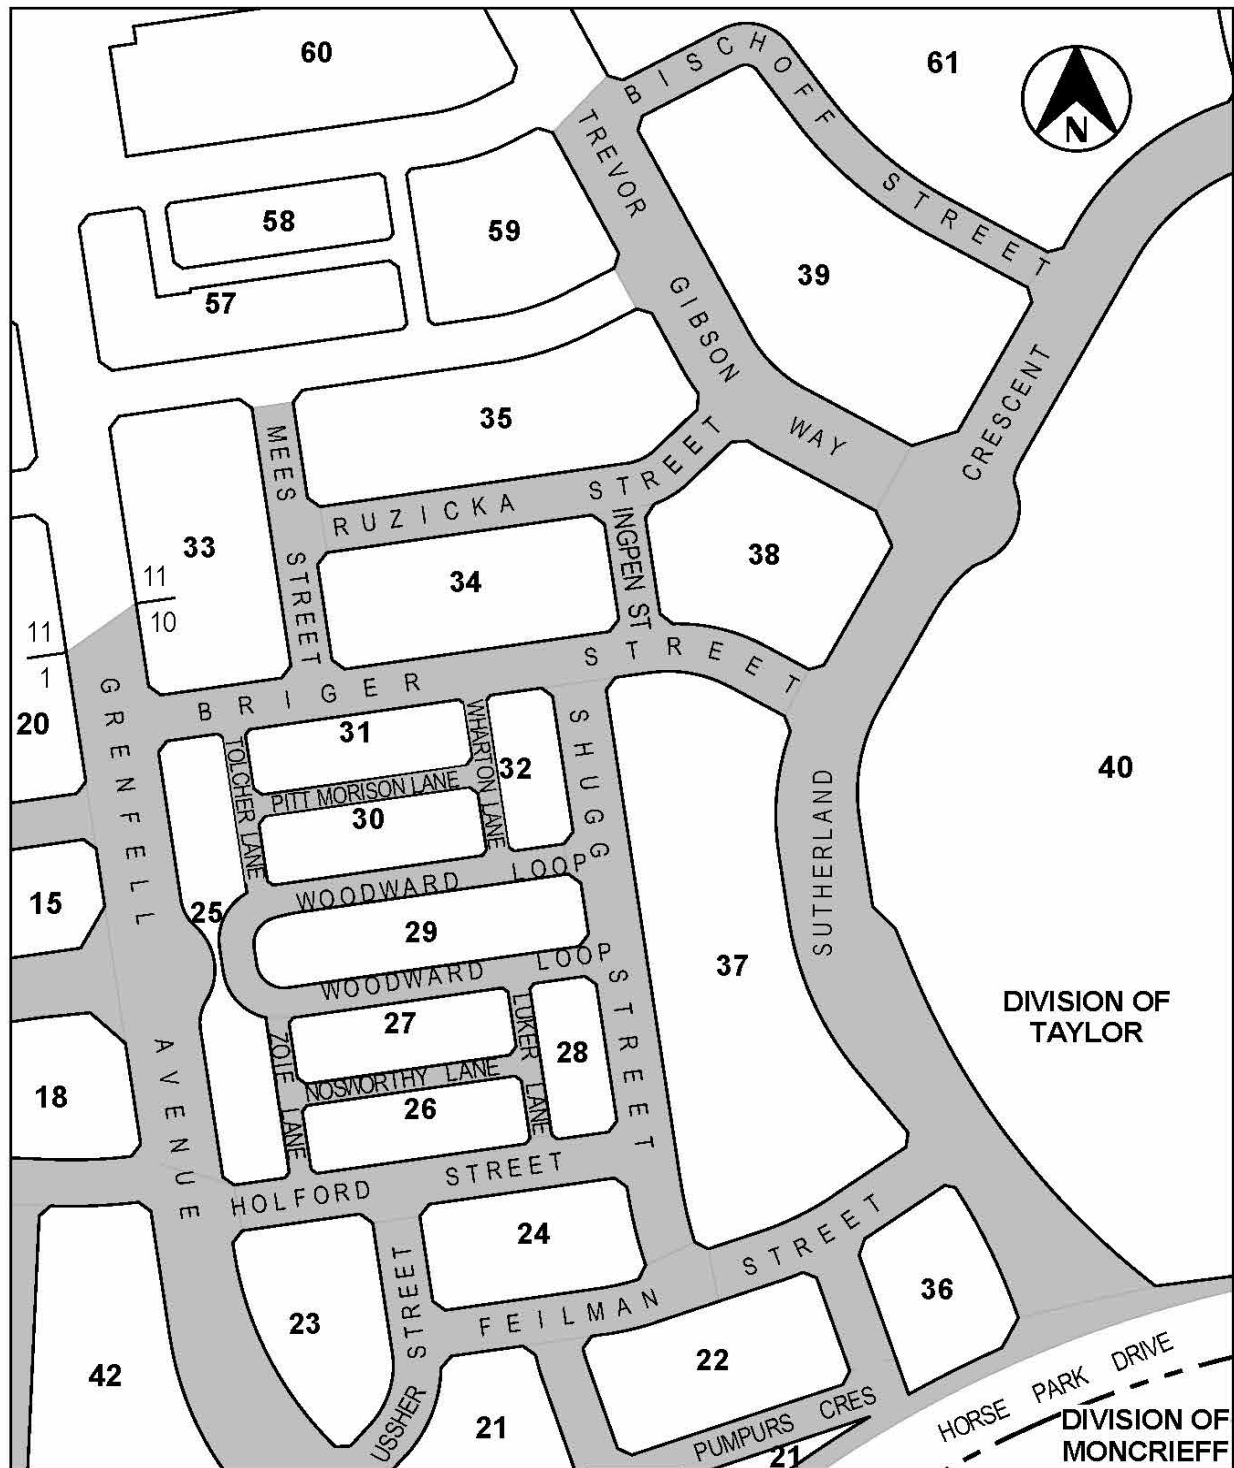 60
61
BISCHOFF STREET
N
TREVOR GIBSON WAY
58
59
39
57
CRESCENT
35
MEES STREET
RUZICKA STREET
INGPEN ST
33
34
38
11
10
11
1
GRENFELL AVENUE
BRIGER STREET
20
31
TOLCHER LANE
WHARTON LANE
32
SHUGG STREET
40
PITT MORISON LANE
30
SUTHERLAND
WOODWARD LOOP
15
25
29
37
WOODWARD LOOP
DIVISION OF
TAYLOR
27
LUKER LANE
28
ZOIE LANE
NOSWORTHY LANE
18
26
HOLFORD STREET
24
USSHER STREET
FEILMAN STREET
36
23
22
42
HORSE PARK DRIVE
PUMPURS CRES
21
21
DIVISION OF
MONCRIEFF